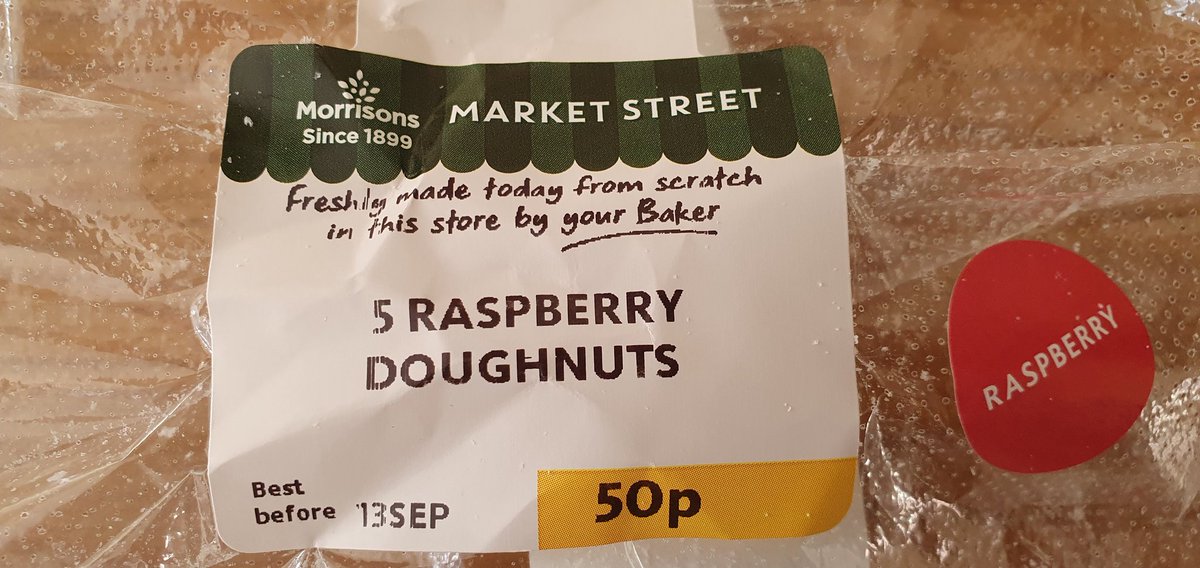 Morrisons
Since 1899
MARKET STREET
Freshly made today from scratch
in this store by your Baker
5 RASPBERRY
DOUGHNUTS
Best
before 13SEP
50p
RASPBERRY